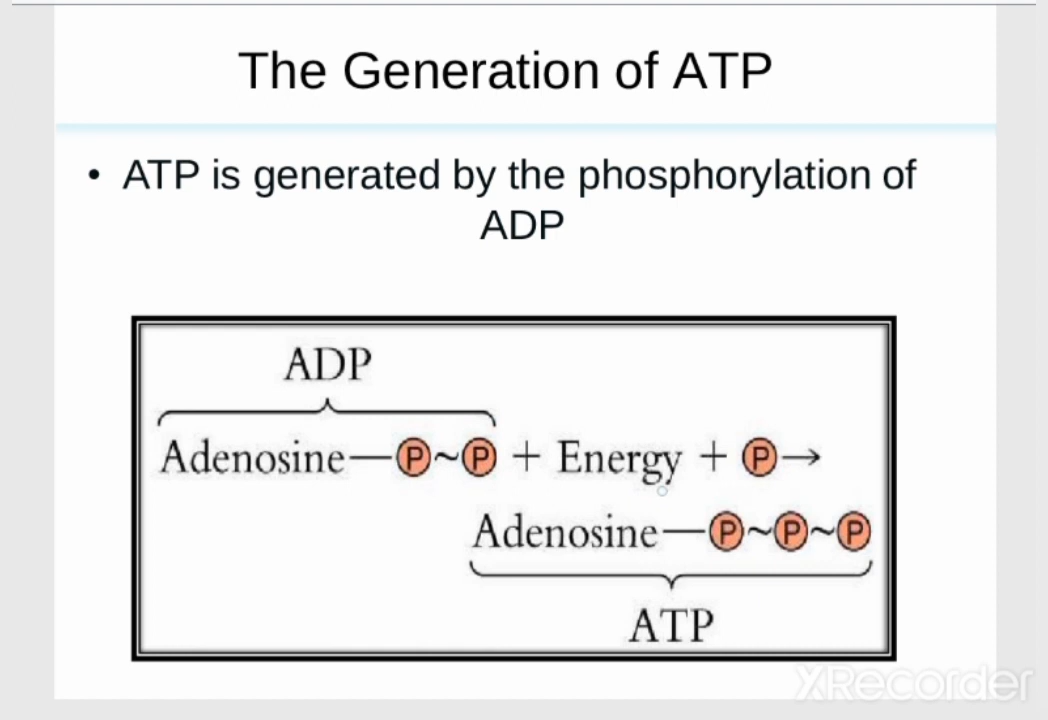 The Generation of ATP
• ATP is generated by the phosphorylation of
ADP
ADP
Adenosine—P~P + Energy + P→
Adenosine—P~P~P
ATP
XRecorder